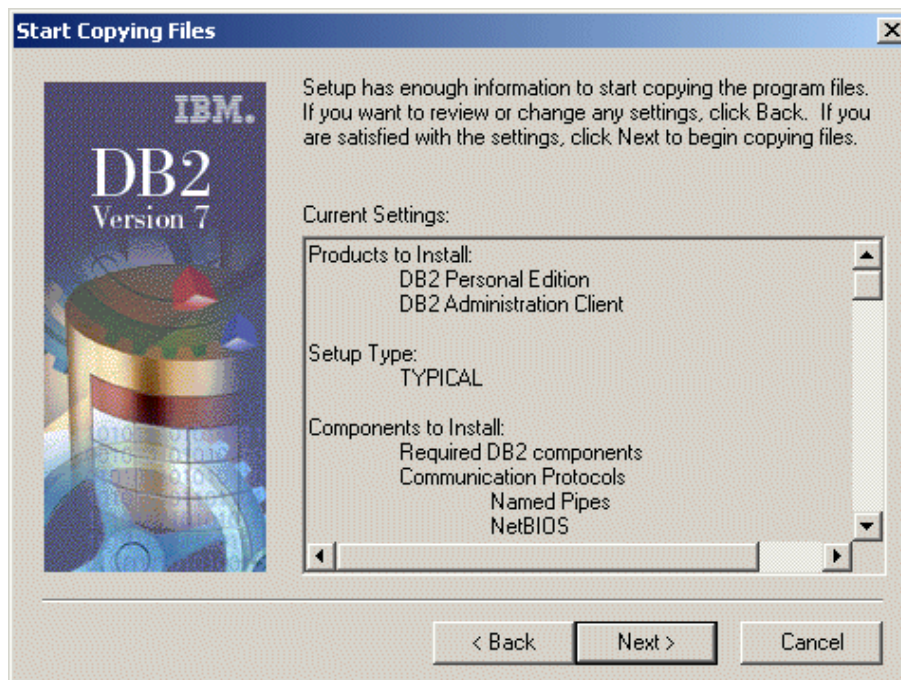 Start Copying Files
IBM.
DB2
Version 7
Setup has enough information to start copying the program files.
If you want to review or change any settings, click Back. If you
are satisfied with the settings, click Next to begin copying files.
Current Settings:
Products to Install:
DB2 Personal Edition
DB2 Administration Client
Setup Type:
TYPICAL
Components to Install:
Required DB2 components
Communication Protocols
Named Pipes
NetBIOS
< Back
Next >
Cancel